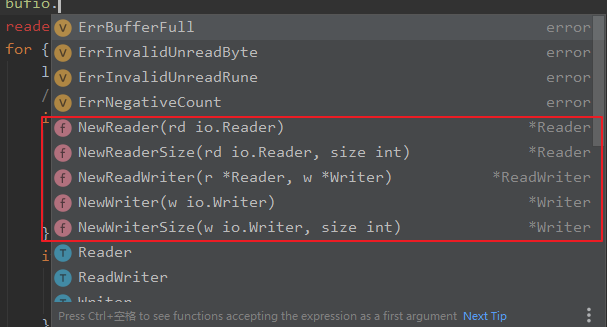 bufio.
reade
for {
l
/
i
}
i
}
V ErrBufferFull error
V ErrInvalidUnreadByte error
V ErrInvalidUnreadRune error
V ErrNegativeCount error
f NewReader(rd io.Reader) *Reader
f NewReaderSize(rd io.Reader, size int) *Reader
f NewReadWriter(r *Reader, w *Writer) *ReadWriter
f NewWriter(w io.Writer) *Writer
f NewWriterSize(w io.Writer, size int) *Writer
T Reader
T ReadWriter
T Writer
Press Ctrl+空格 to see functions accepting the expression as a first argument Next Tip